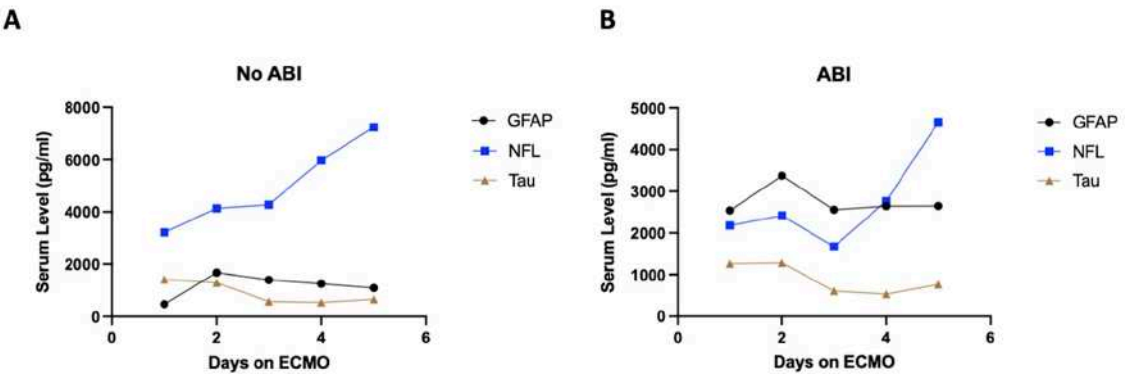 A
No ABI
Serum Level (pg/ml)
8000
6000
4000
2000
0
0 2 4 6
Days on ECMO
GFAP
NFL
Tau
B
ABI
Serum Level (pg/ml)
5000
4000
3000
2000
1000
0
0 2 4 6
Days on ECMO
GFAP
NFL
Tau